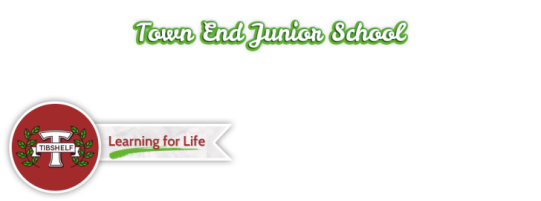 Town End Junior School
Learning for Life
T
TIBSHELF